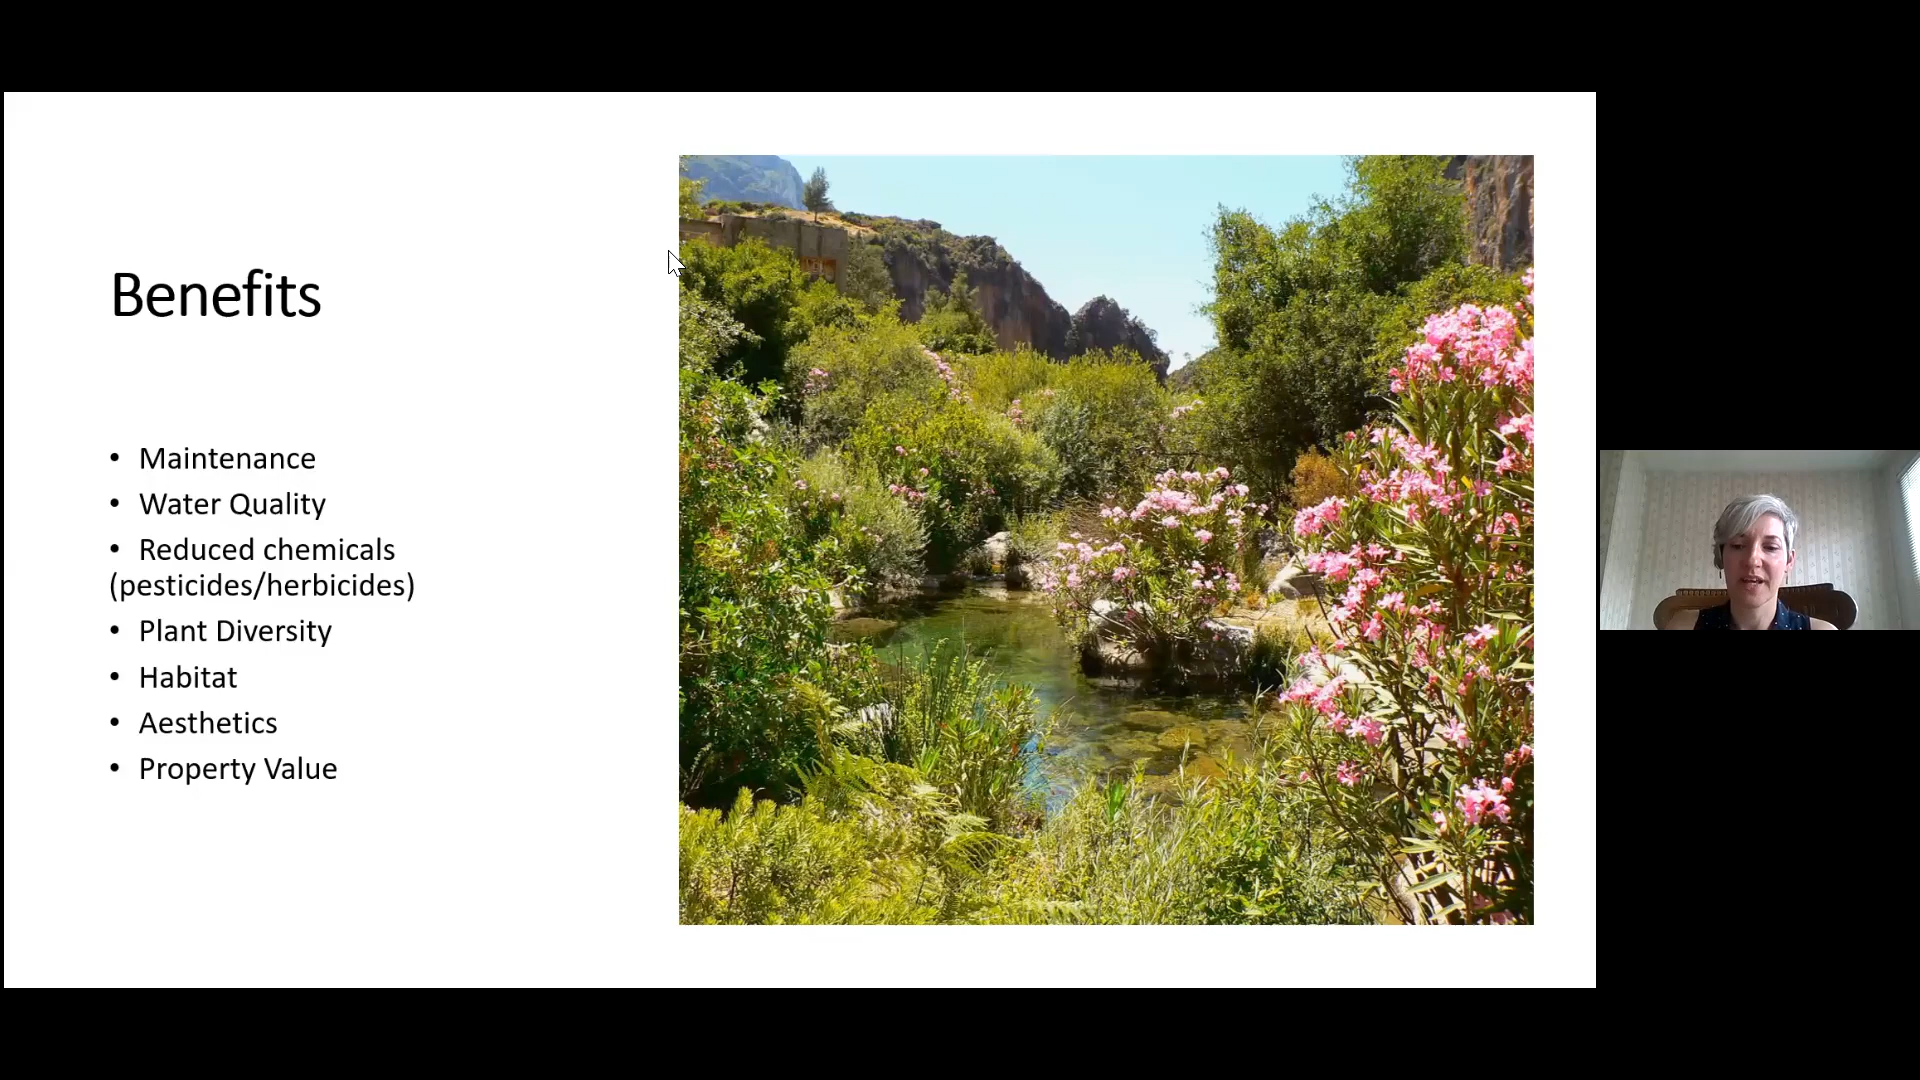 Benefits
• Maintenance
• Water Quality
• Reduced chemicals
(pesticides/herbicides)
• Plant Diversity
• Habitat
• Aesthetics
• Property Value